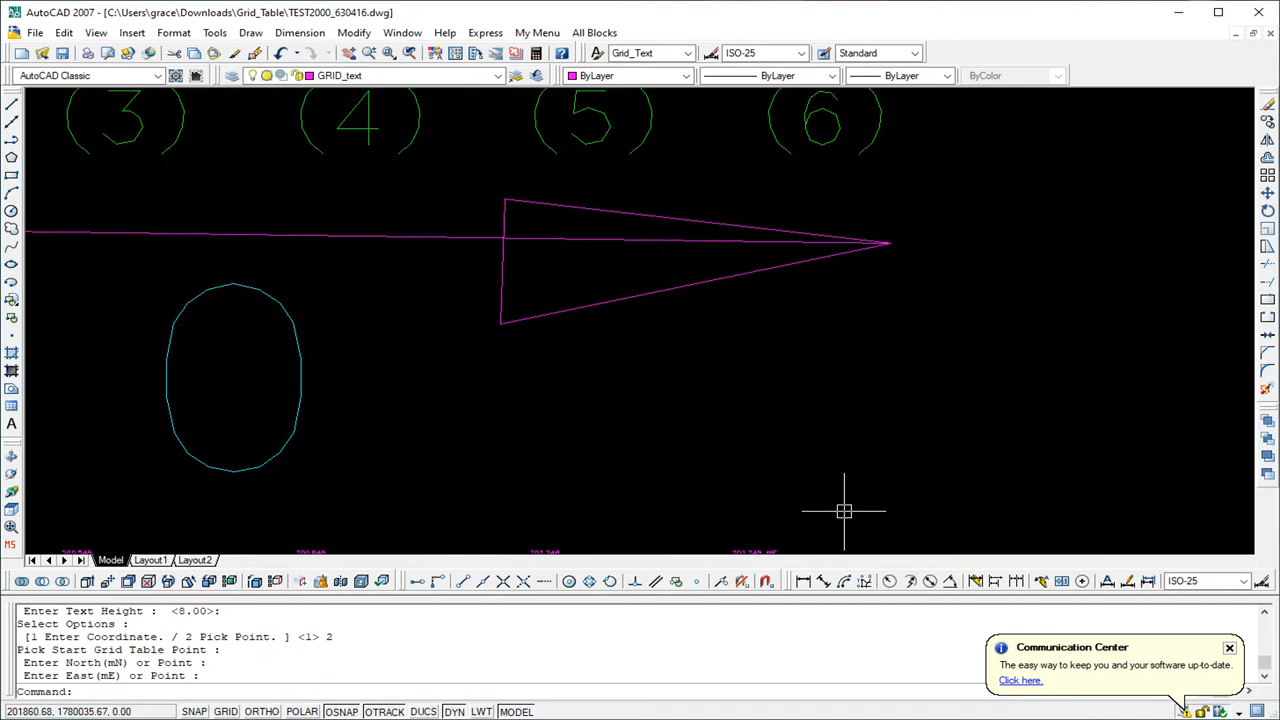 AutoCAD 2007 - [C:\Users\grace\Downloads\Grid_Table\TEST2000_630416.dwg]
File Edit View Insert Format Tools Draw Dimension Modify Window Help Express My Menu All Blocks
Grid_Text ISO-25 Standard
AutoCAD Classic GRID_text ByLayer ByLayer ByLayer ByColor
(3) (4) (5) (6)
0
MS
Model Layout1 Layout2
ISO-25
Enter Text Height : <8.00>:
Select Options :
[1 Enter Coordinate. / 2 Pick Point. ] <1> 2
Pick Start Grid Table Point :
Enter North(mN) or Point :
Enter East(mE) or Point :
Command:
Communication Center
The easy way to keep you and your software up-to-date.
Click here.
201860.68, 1780035.67, 0.00 SNAP GRID ORTHO POLAR OSNAP OTRACK DUCS DYN LWT MODEL